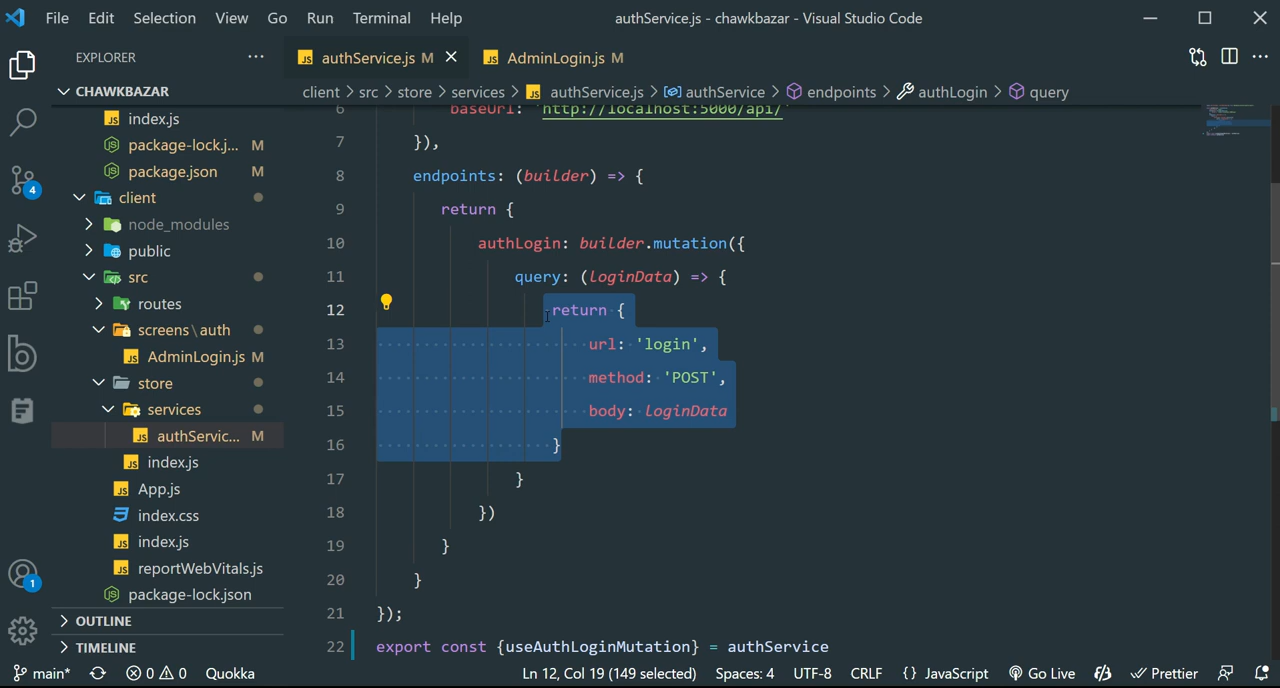 File Edit Selection View Go Run Terminal Help authService.js - chawkbazar - Visual Studio Code
EXPLORER
CHAWKBAZAR
index.js
package-lock.j... M
package.json M
client
node_modules
public
src
routes
screens\auth
AdminLogin.js M
store
services
authServic... M
index.js
App.js
index.css
index.js
reportWebVitals.js
package-lock.json
OUTLINE
TIMELINE
4
1
authService.js M AdminLogin.js M
client > src > store > services > authService.js > authService > endpoints > authLogin > query
6 baseUrl: 'http://localhost:5000/api/'
7 }),
8 endpoints: (builder) => {
9 return {
10 authLogin: builder.mutation({
11 query: (loginData) => {
12 return {
13 url: 'login',
14 method: 'POST',
15 body: LoginData
16 }
17 }
18 })
19 }
20 }
21 });
22 export const {useAuthLoginMutation} = authService
main* 0 0 Quokka Ln 12, Col 19 (149 selected) Spaces: 4 UTF-8 CRLF {} JavaScript Go Live Prettier